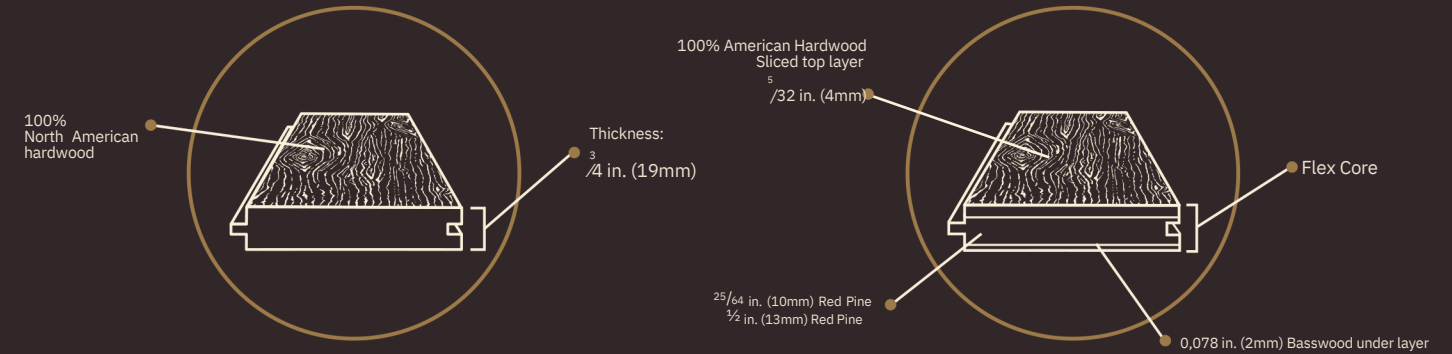 100%
North American
hardwood
Thickness:
3/4 in. (19mm)
100% American Hardwood
Sliced top layer
5/32 in. (4mm)
Flex Core
25/64 in. (10mm) Red Pine
½ in. (13mm) Red Pine
0,078 in. (2mm) Basswood under layer